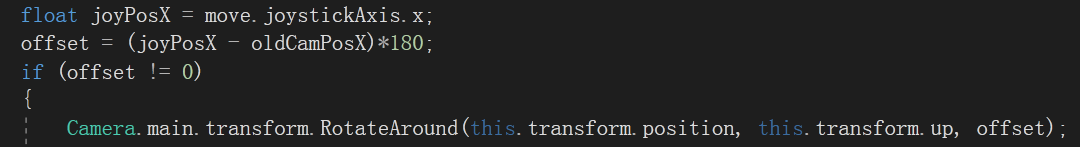 float joyPosX = move.joystickAxis.x;
offset = (joyPosX - oldCamPosX)*180;
if (offset != 0)
{
Camera.main.transform.RotateAround(this.transform.position, this.transform.up, offset);